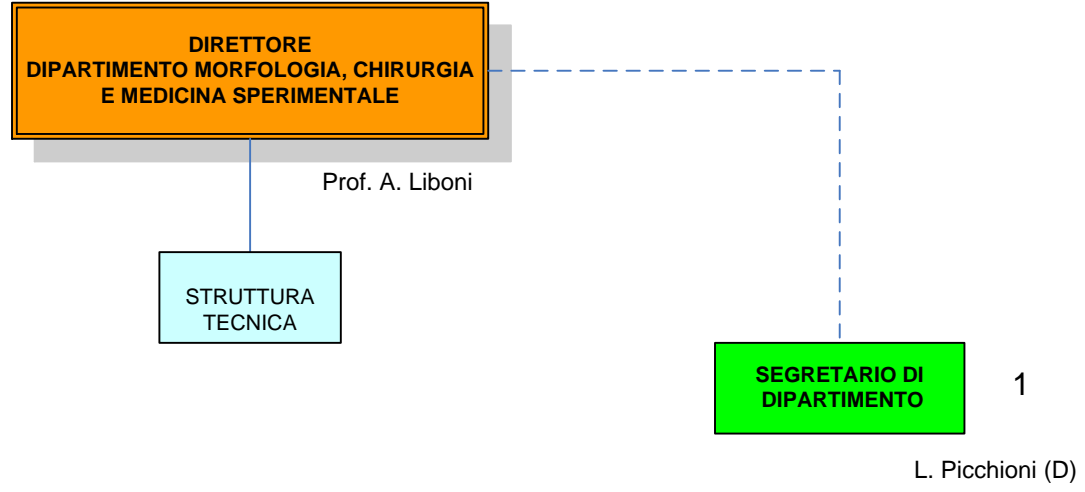 DIRETTORE
DIPARTIMENTO MORFOLOGIA, CHIRURGIA
E MEDICINA SPERIMENTALE
Prof. A. Liboni
STRUTTURA
TECNICA
SEGRETARIO DI
DIPARTIMENTO
1
L. Picchioni (D)